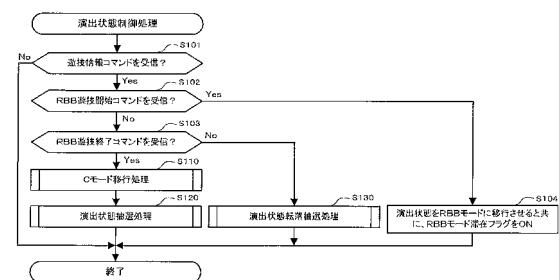 演出状態制御処理
S101
遊技情報コマンドを受信？
No
Yes
S102
RBB遊技開始コマンドを受信？
Yes
No
S103
RBB遊技終了コマンドを受信？
No
Yes
S110
Cモード移行処理
S120
演出状態抽選処理
S130
演出状態転落抽選処理
S104
演出状態をRBBモードに移行させると共
に、RBBモード滞在フラグをON
終了